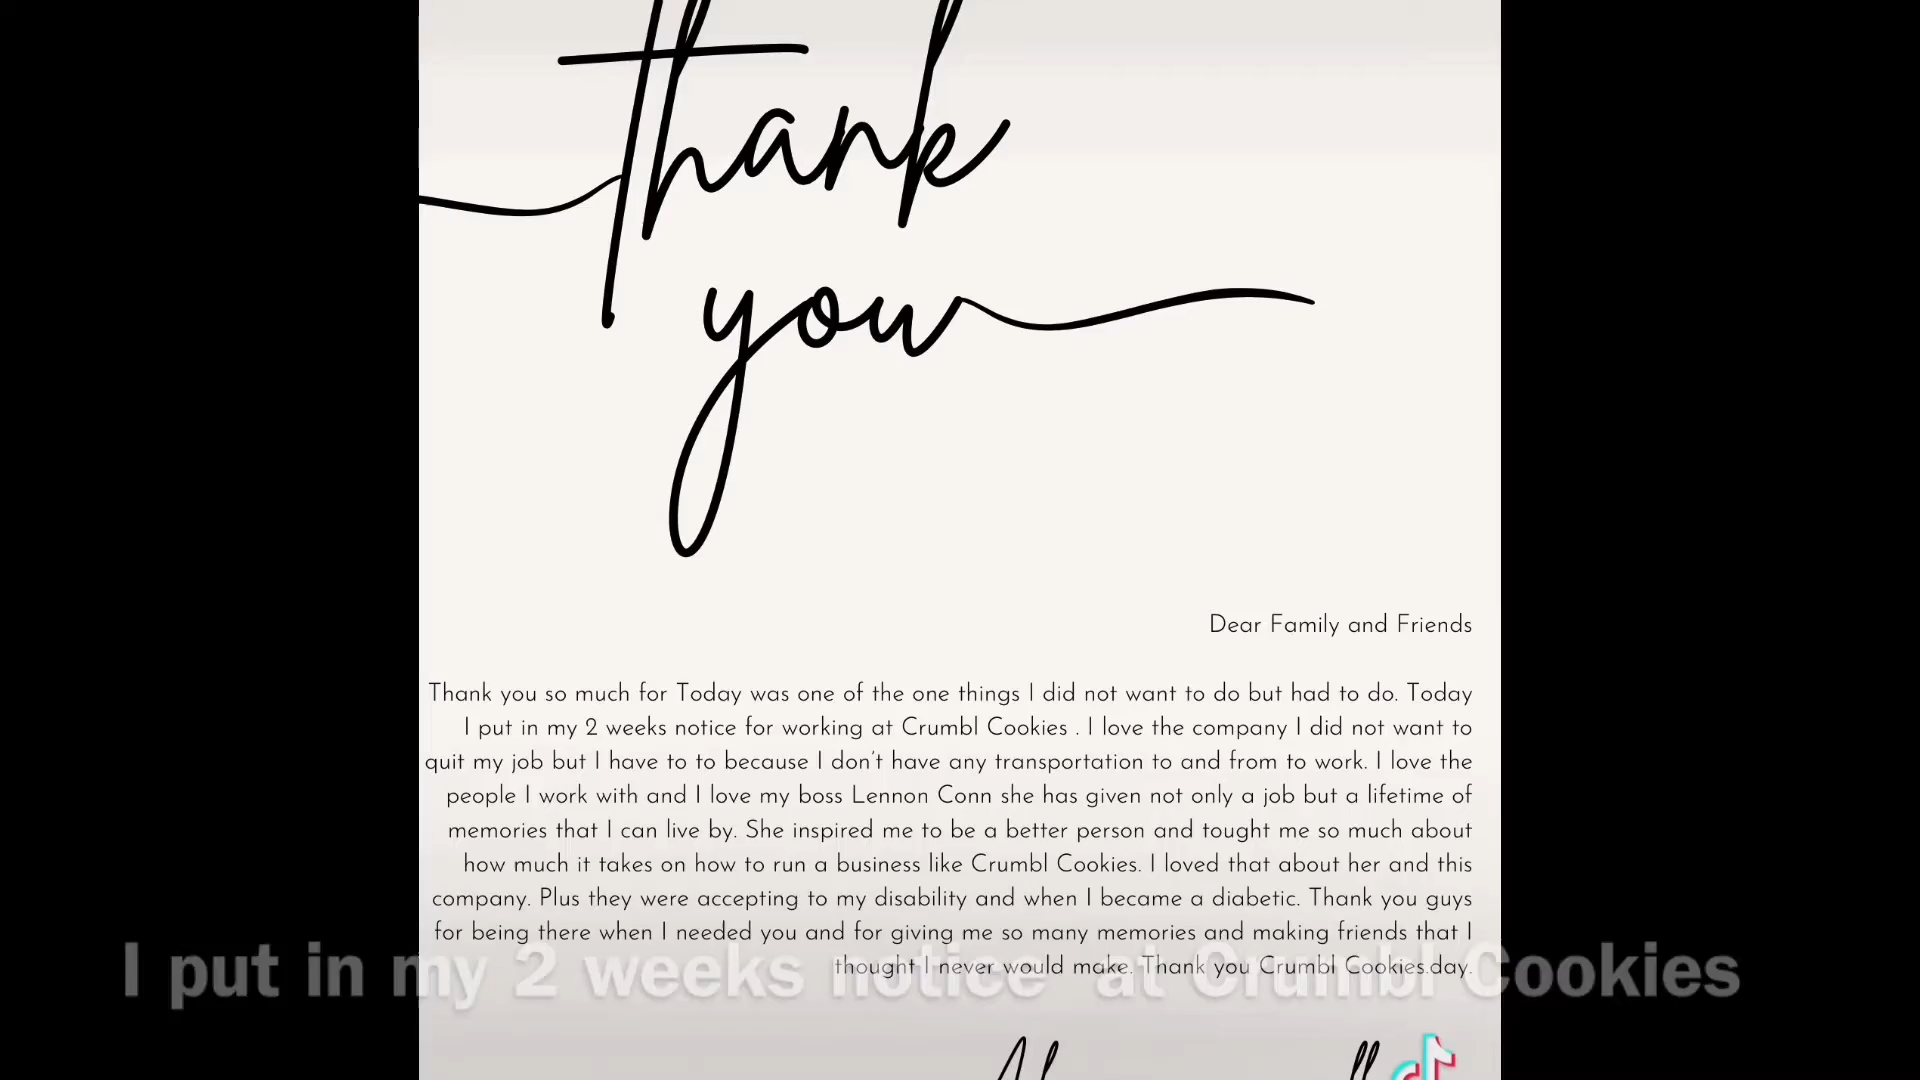 thank
you
Dear Family and Friends
Thank you so much for Today was one of the one things I did not want to do but had to do. Today
I put in my 2 weeks notice for working at Crumbl Cookies . I love the company I did not want to
quit my job but I have to to because I don't have any transportation to and from to work. I love the
people I work with and I love my boss Lennon Conn she has given not only a job but a lifetime of
memories that I can live by. She inspired me to be a better person and tought me so much about
how much it takes on how to run a business like Crumbl Cookies. I loved that about her and this
company. Plus they were accepting to my disability and when I became a diabetic. Thank you guys
for being there when I needed you and for giving me so many memories and making friends that I
thought I never would make. Thank you Crumbl Cookies.day.
I put in my 2 weeks notice at Crumbl Cookies